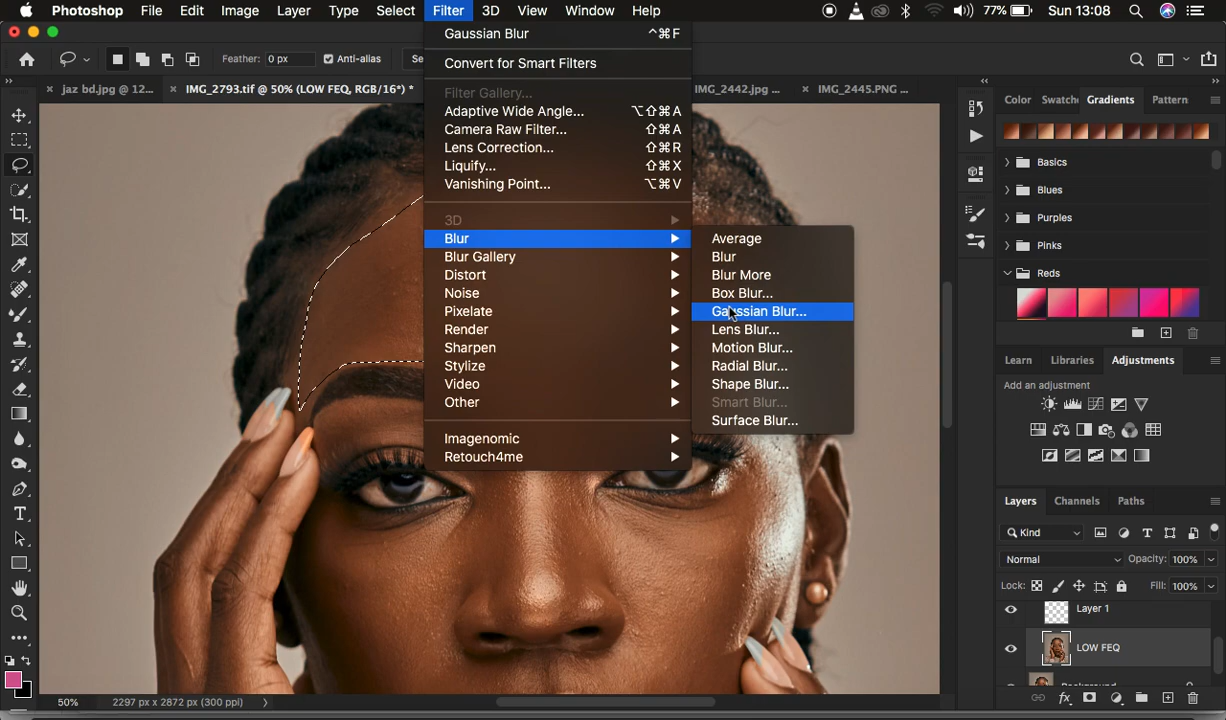 Photoshop File Edit Image Layer Type Select Filter 3D View Window Help 77% Sun 13:08
Feather: 0 px Anti-alias Se
jaz bd.jpg @ 12... IMG_2793.tif @ 50% (LOW FEQ, RGB/16*) * IMG_2442.jpg ... IMG_2445.PNG ...
Gaussian Blur ^⌘F
Convert for Smart Filters
Filter Gallery...
Adaptive Wide Angle... ⌥⇧⌘A
Camera Raw Filter... ⇧⌘A
Lens Correction... ⇧⌘R
Liquify... ⇧⌘X
Vanishing Point... ⌥⌘V
3D
Blur
Blur Gallery
Distort
Noise
Pixelate
Render
Sharpen
Stylize
Video
Other
Imagenomic
Retouch4me
Average
Blur
Blur More
Box Blur...
Gaussian Blur...
Lens Blur...
Motion Blur...
Radial Blur...
Shape Blur...
Smart Blur...
Surface Blur...
Color Swatche Gradients Pattern
Basics
Blues
Purples
Pinks
Reds
Learn Libraries Adjustments
Add an adjustment
Layers Channels Paths
Kind
Normal Opacity: 100%
Lock: Fill: 100%
Layer 1
LOW FEQ
Background
50% 2297 px x 2872 px (300 ppi)